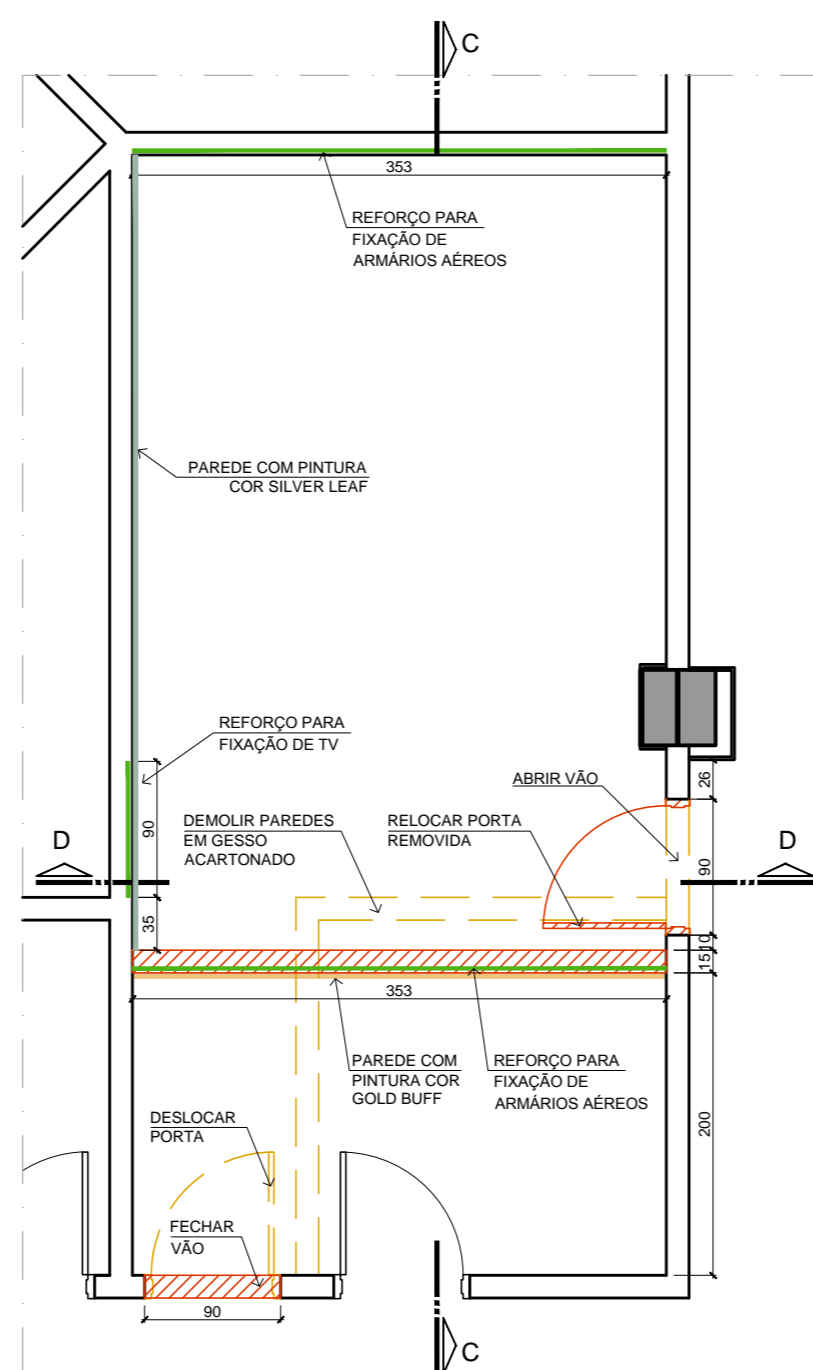 C
353
REFORÇO PARA
FIXAÇÃO DE
ARMÁRIOS AÉREOS
PAREDE COM PINTURA
COR SILVER LEAF
REFORÇO PARA
FIXAÇÃO DE TV
ABRIR VÃO
26
90
DEMOLIR PAREDES
EM GESSO
ACARTONADO
RELOCAR PORTA
REMOVIDA
90
D
D
35
10
15
353
PAREDE COM
PINTURA COR
GOLD BUFF
REFORÇO PARA
FIXAÇÃO DE
ARMÁRIOS AÉREOS
200
DESLOCAR
PORTA
FECHAR
VÃO
90
C